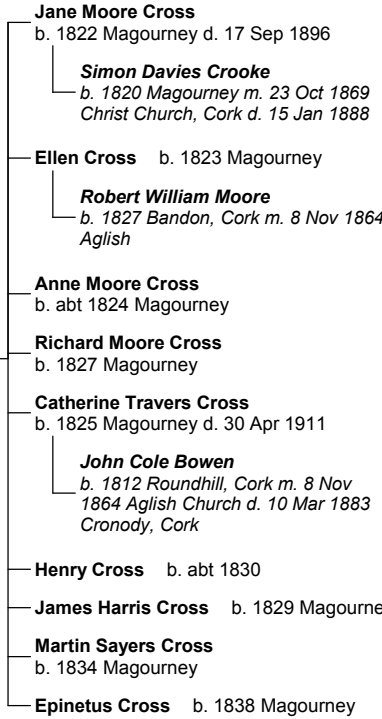 Jane Moore Cross
b. 1822 Magourney d. 17 Sep 1896
Simon Davies Crooke
b. 1820 Magourney m. 23 Oct 1869
Christ Church, Cork d. 15 Jan 1888
Ellen Cross b. 1823 Magourney
Robert William Moore
b. 1827 Bandon, Cork m. 8 Nov 1864
Aglish
Anne Moore Cross
b. abt 1824 Magourney
Richard Moore Cross
b. 1827 Magourney
Catherine Travers Cross
b. 1825 Magourney d. 30 Apr 1911
John Cole Bowen
b. 1812 Roundhill, Cork m. 8 Nov
1864 Aglish Church d. 10 Mar 1883
Cronody, Cork
Henry Cross b. abt 1830
James Harris Cross b. 1829 Magourne
Martin Sayers Cross
b. 1834 Magourney
Epinetus Cross b. 1838 Magourney